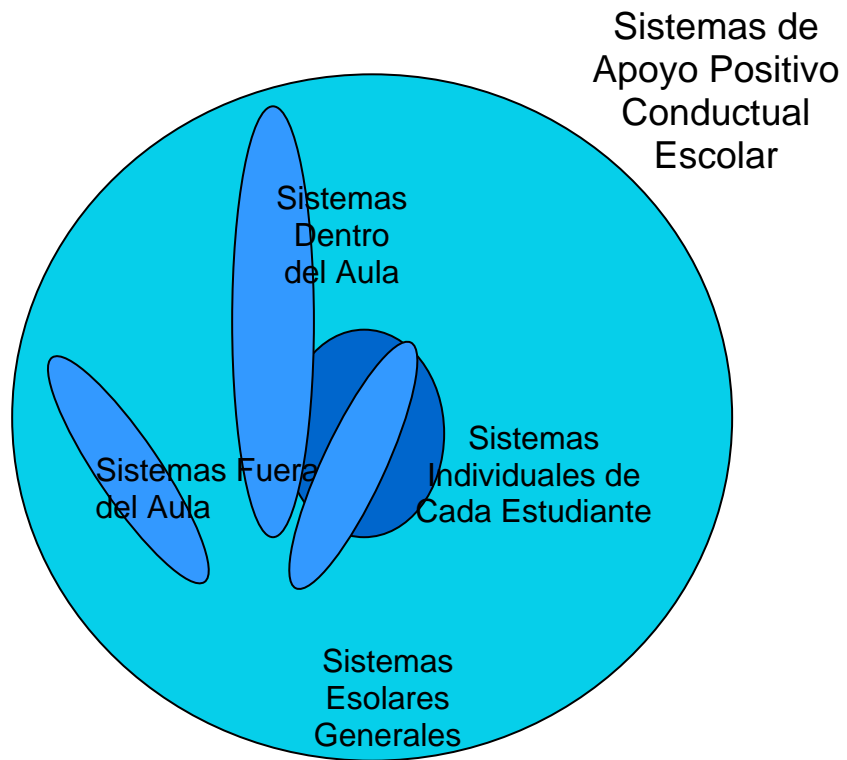 Sistemas de
Apoyo Positivo
Conductual
Escolar
Sistemas
Dentro
del Aula
Sistemas Fuera
del Aula
Sistemas
Individuales de
Cada Estudiante
Sistemas
Esolares
Generales